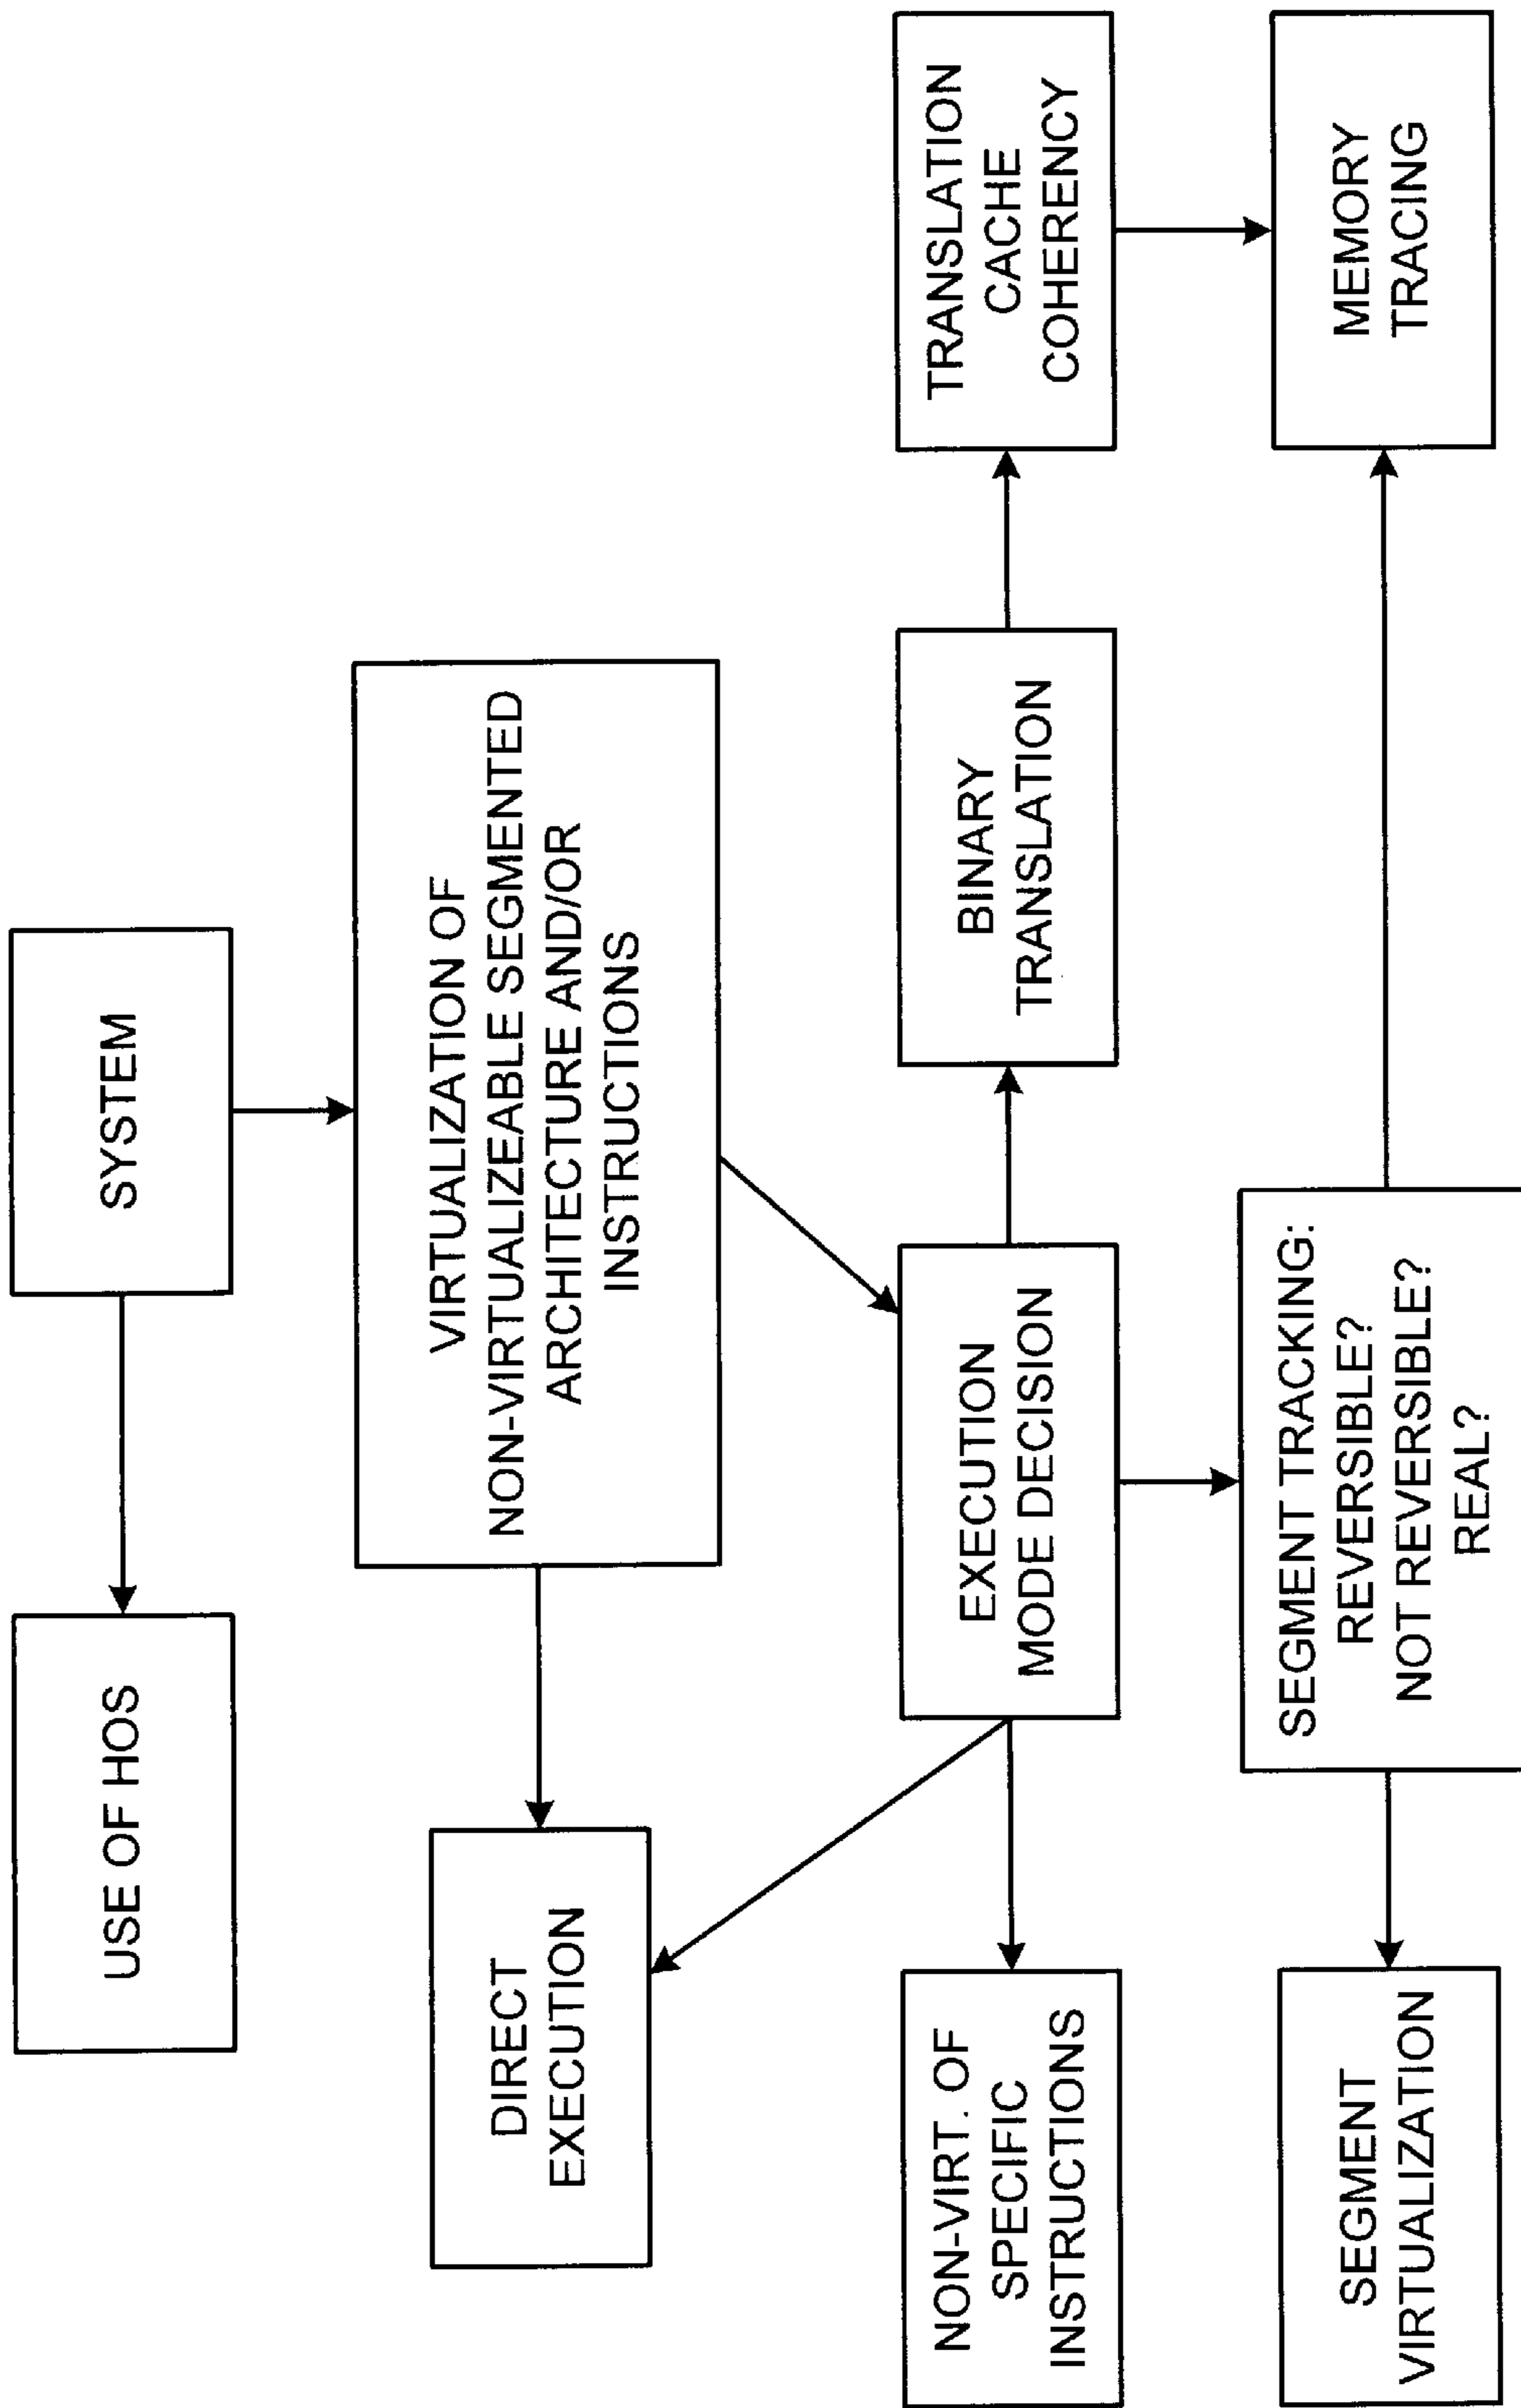 SYSTEM
USE OF HOS
VIRTUALIZATION OF
NON-VIRTUALIZEABLE SEGMENTED
ARCHITECTURE AND/OR
INSTRUCTIONS
DIRECT
EXECUTION
NON-VIRT. OF
SPECIFIC
INSTRUCTIONS
EXECUTION
MODE DECISION
BINARY
TRANSLATION
TRANSLATION
CACHE
COHERENCY
SEGMENT
VIRTUALIZATION
SEGMENT TRACKING:
REVERSIBLE?
NOT REVERSIBLE?
REAL?
MEMORY
TRACING